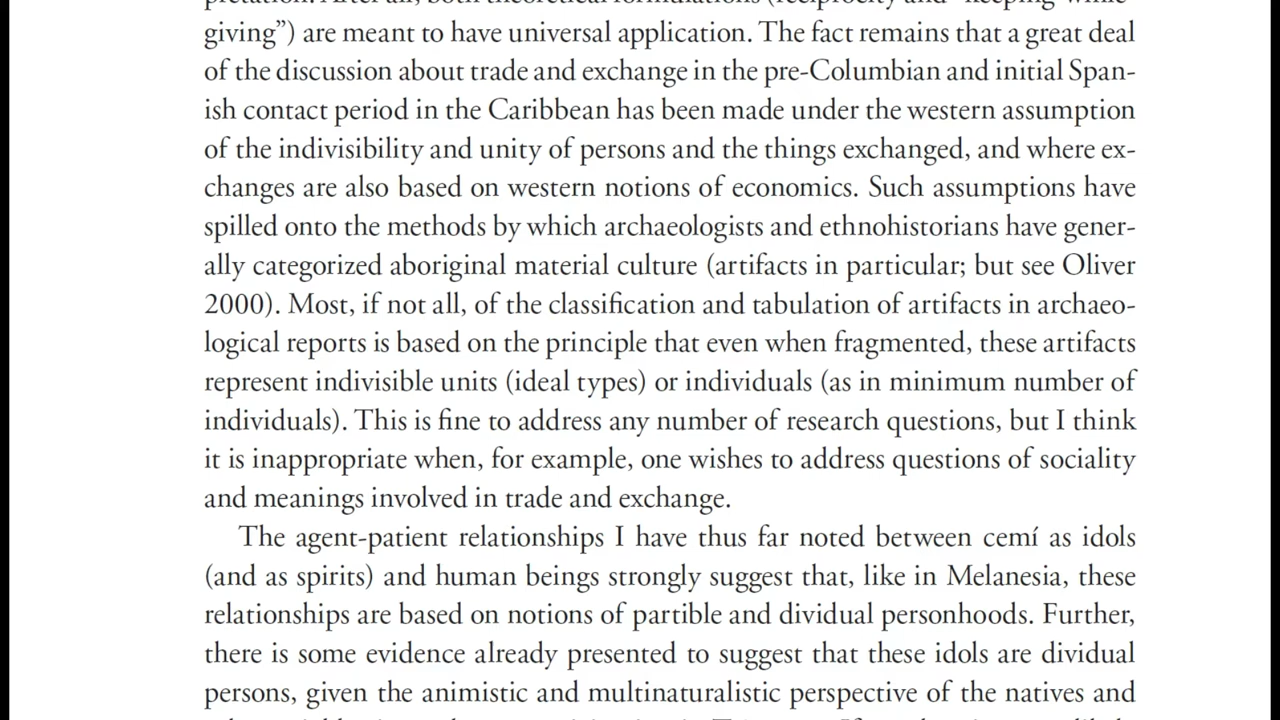 giving”) are meant to have universal application. The fact remains that a great deal
of the discussion about trade and exchange in the pre-Columbian and initial Span-
ish contact period in the Caribbean has been made under the western assumption
of the indivisibility and unity of persons and the things exchanged, and where ex-
changes are also based on western notions of economics. Such assumptions have
spilled onto the methods by which archaeologists and ethnohistorians have gener-
ally categorized aboriginal material culture (artifacts in particular; but see Oliver
2000). Most, if not all, of the classification and tabulation of artifacts in archaeo-
logical reports is based on the principle that even when fragmented, these artifacts
represent indivisible units (ideal types) or individuals (as in minimum number of
individuals). This is fine to address any number of research questions, but I think
it is inappropriate when, for example, one wishes to address questions of sociality
and meanings involved in trade and exchange.
The agent-patient relationships I have thus far noted between cemí as idols
(and as spirits) and human beings strongly suggest that, like in Melanesia, these
relationships are based on notions of partible and dividual personhoods. Further,
there is some evidence already presented to suggest that these idols are dividual
persons, given the animistic and multinaturalistic perspective of the natives and